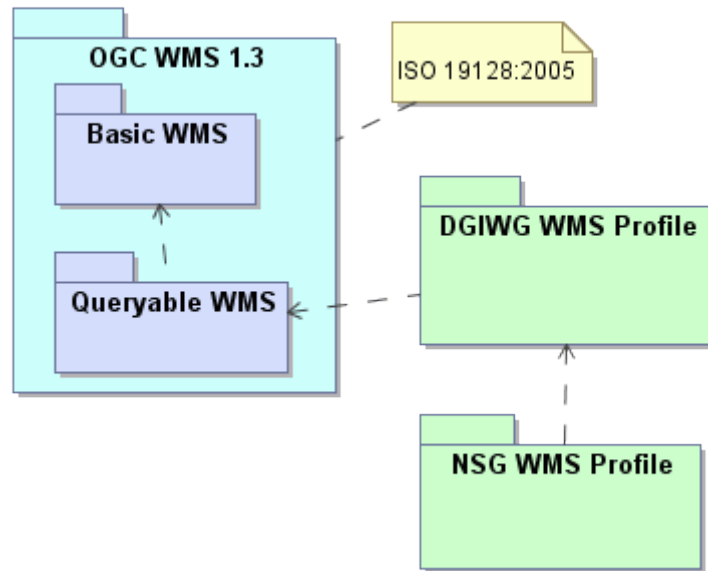 OGC WMS 1.3
ISO 19128:2005
Basic WMS
DGIWG WMS Profile
Queryable WMS
NSG WMS Profile